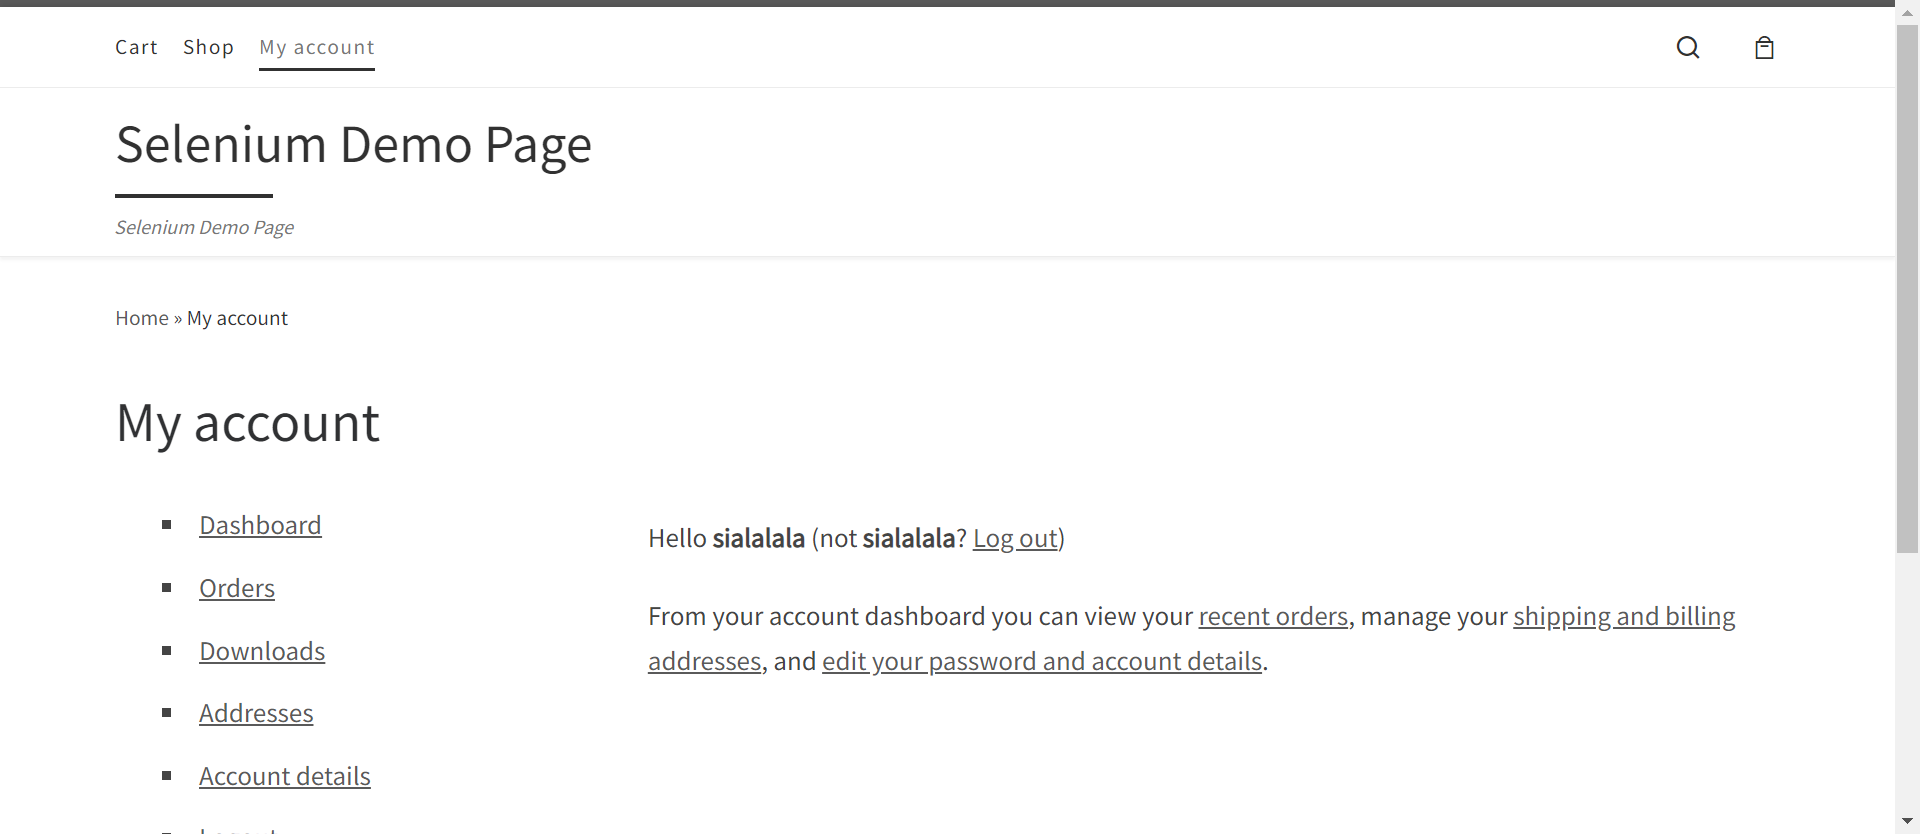 Cart Shop My account
Selenium Demo Page
Selenium Demo Page
Home » My account
My account
Dashboard
Orders
Downloads
Addresses
Account details
Hello sialalala (not sialalala? Log out)
From your account dashboard you can view your recent orders, manage your shipping and billing
addresses, and edit your password and account details.